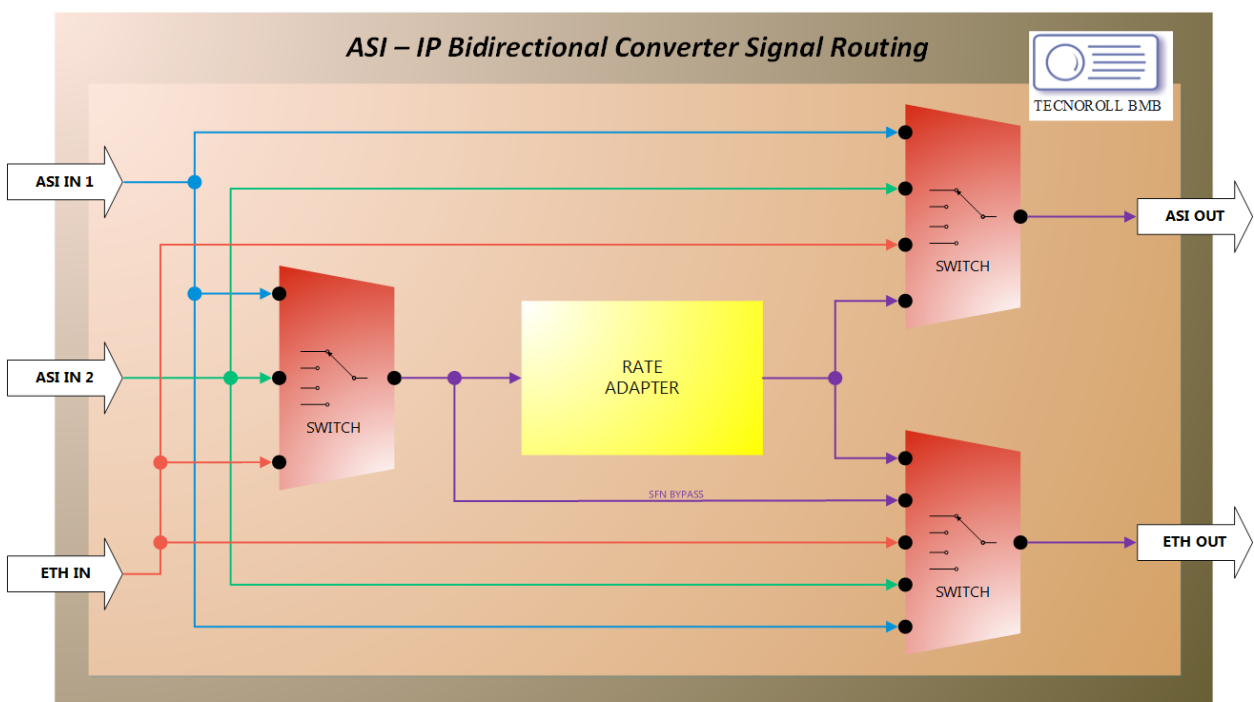 ASI – IP Bidirectional Converter Signal Routing
TECNOROLL BMB
ASI IN 1
ASI OUT
SWITCH
RATE
ADAPTER
ASI IN 2
SWITCH
SFN BYPASS
ETH IN
ETH OUT
SWITCH